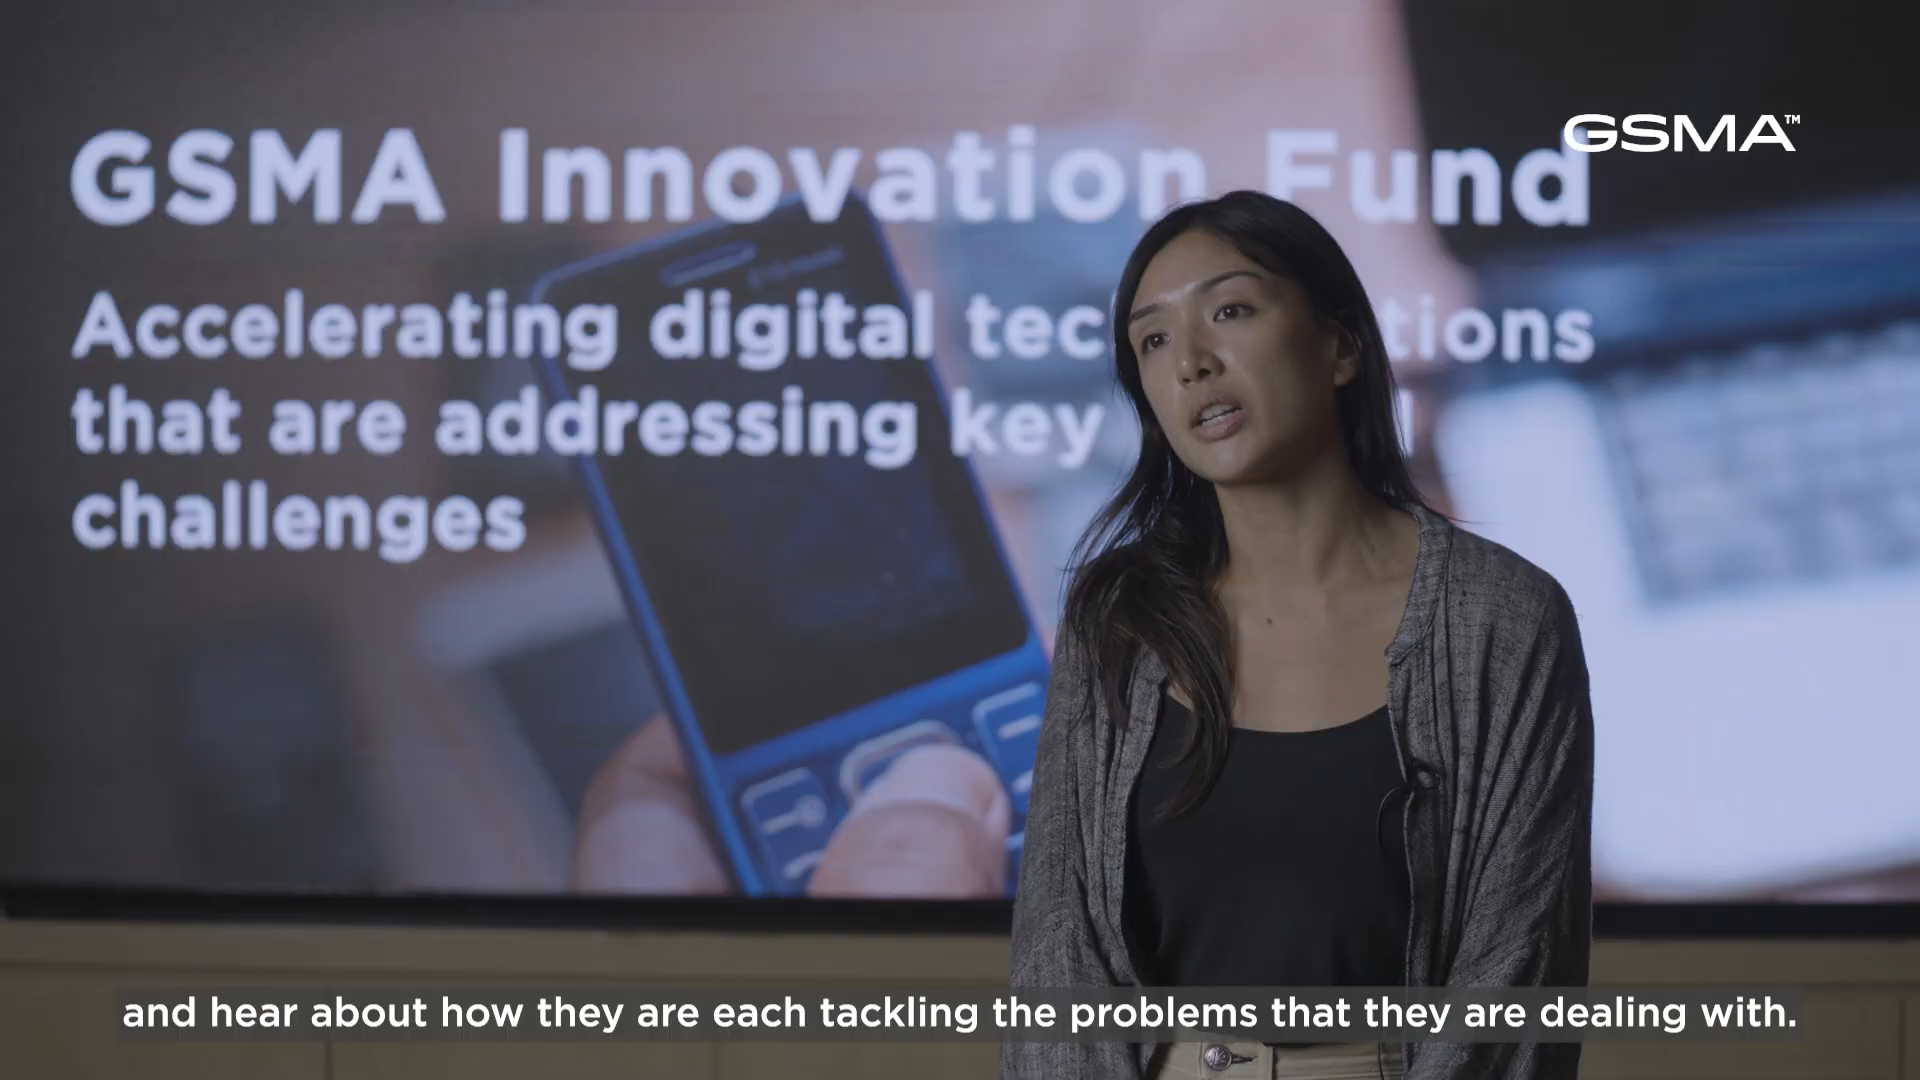 GSMA™
GSMA Innovation Fund
Accelerating digital tec tions
that are addressing key
challenges
and hear about how they are each tackling the problems that they are dealing with.